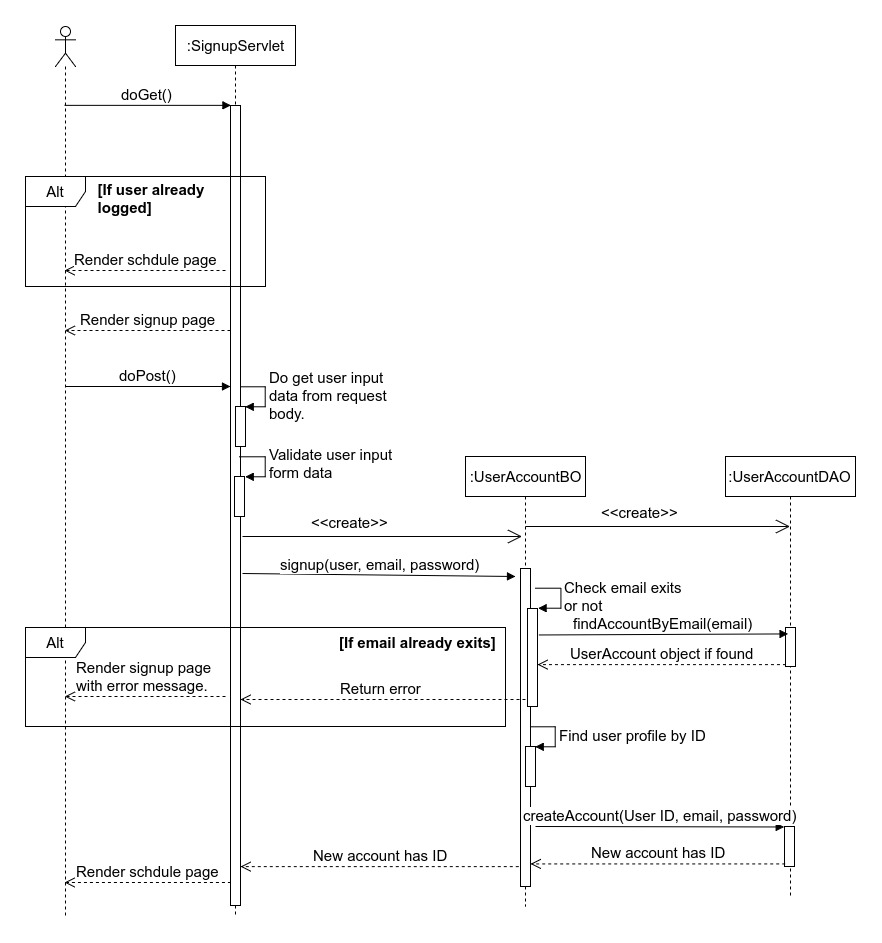 :SignupServlet
doGet()
Alt
[If user already
logged]
Render schdule page
Render signup page
doPost()
Do get user input
data from request
body.
Validate user input
form data
:UserAccountBO
:UserAccountDAO
<<create>>
<<create>>
signup(user, email, password)
Check email exits
or not
findAccountByEmail(email)
Alt
[If email already exits]
UserAccount object if found
Render signup page
with error message.
Return error
Find user profile by ID
createAccount(User ID, email, password)
New account has ID
New account has ID
Render schdule page